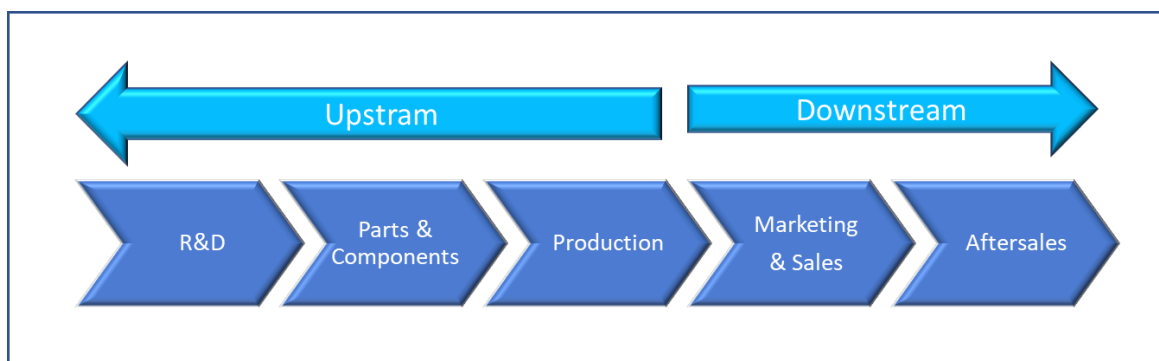 Upstram
Downstream
R&D
Parts &
Components
Production
Marketing
& Sales
Aftersales